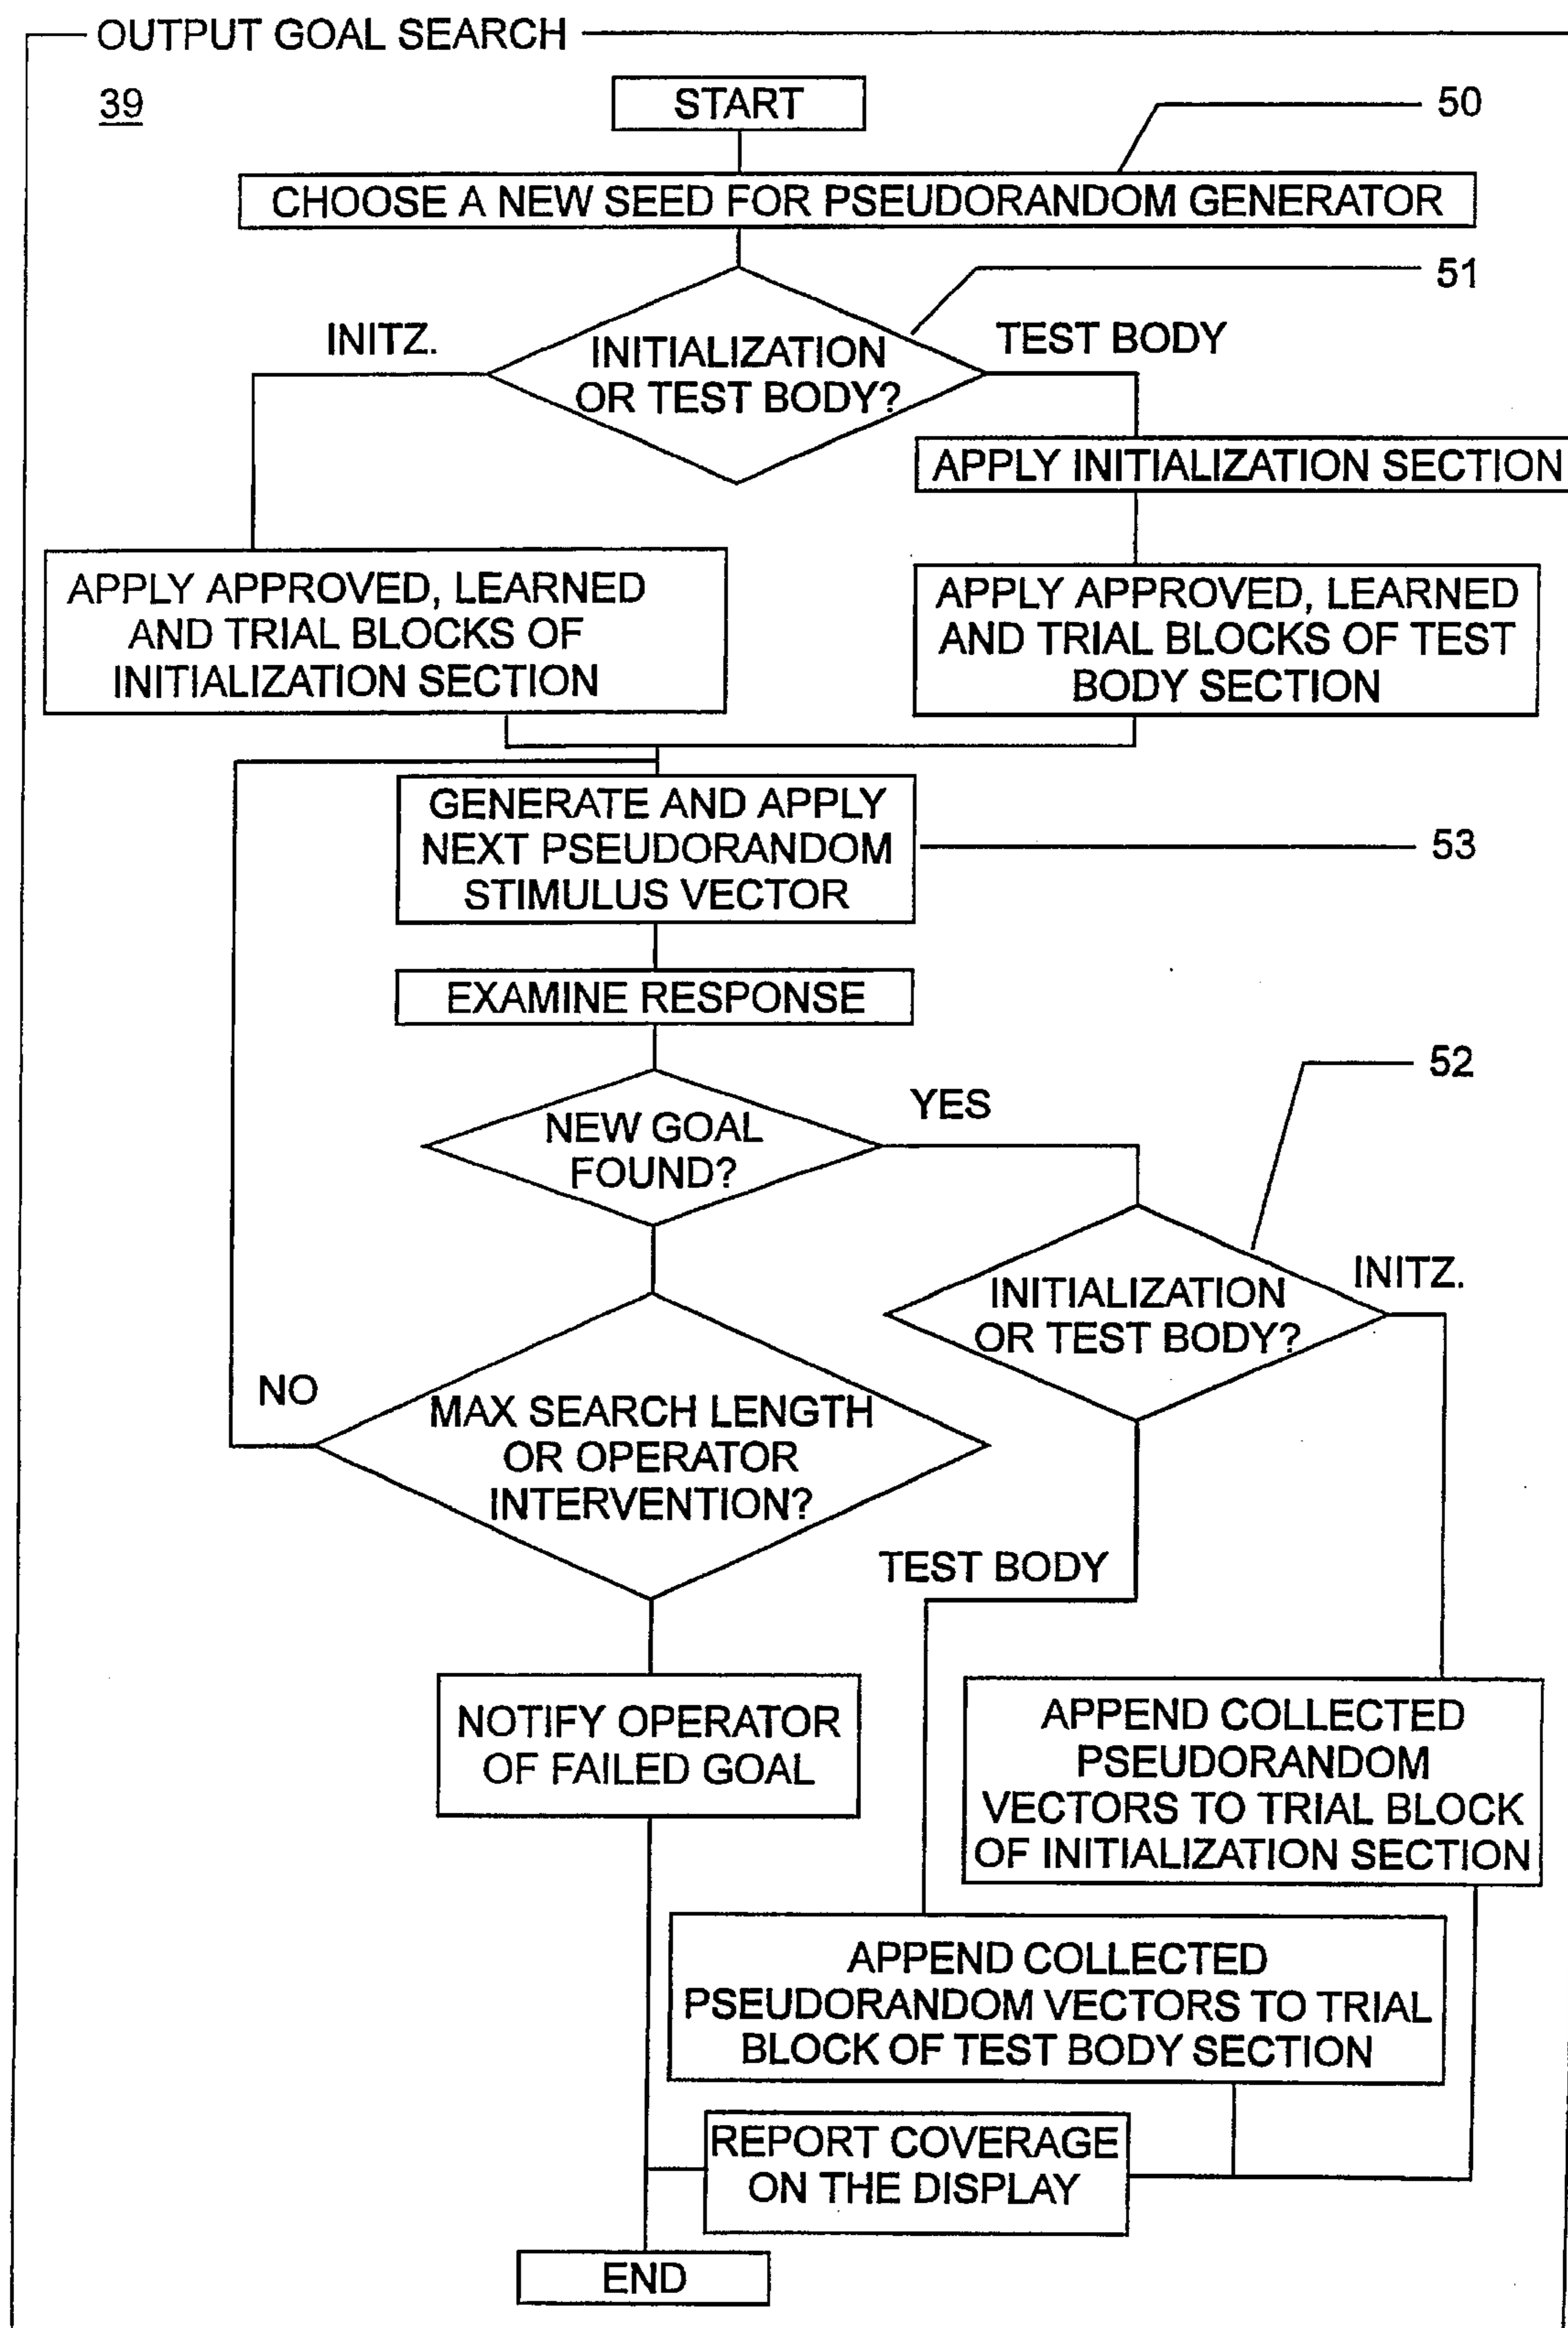 OUTPUT GOAL SEARCH
39
START
50
CHOOSE A NEW SEED FOR PSEUDORANDOM GENERATOR
51
INITZ.
TEST BODY
INITIALIZATION
OR TEST BODY?
APPLY INITIALIZATION SECTION
APPLY APPROVED, LEARNED
AND TRIAL BLOCKS OF
INITIALIZATION SECTION
APPLY APPROVED, LEARNED
AND TRIAL BLOCKS OF TEST
BODY SECTION
GENERATE AND APPLY
NEXT PSEUDORANDOM
STIMULUS VECTOR
53
EXAMINE RESPONSE
52
YES
NEW GOAL
FOUND?
INITZ.
INITIALIZATION
OR TEST BODY?
NO
MAX SEARCH LENGTH
OR OPERATOR
INTERVENTION?
TEST BODY
NOTIFY OPERATOR
OF FAILED GOAL
APPEND COLLECTED
PSEUDORANDOM
VECTORS TO TRIAL BLOCK
OF INITIALIZATION SECTION
APPEND COLLECTED
PSEUDORANDOM VECTORS TO TRIAL
BLOCK OF TEST BODY SECTION
REPORT COVERAGE
ON THE DISPLAY
END